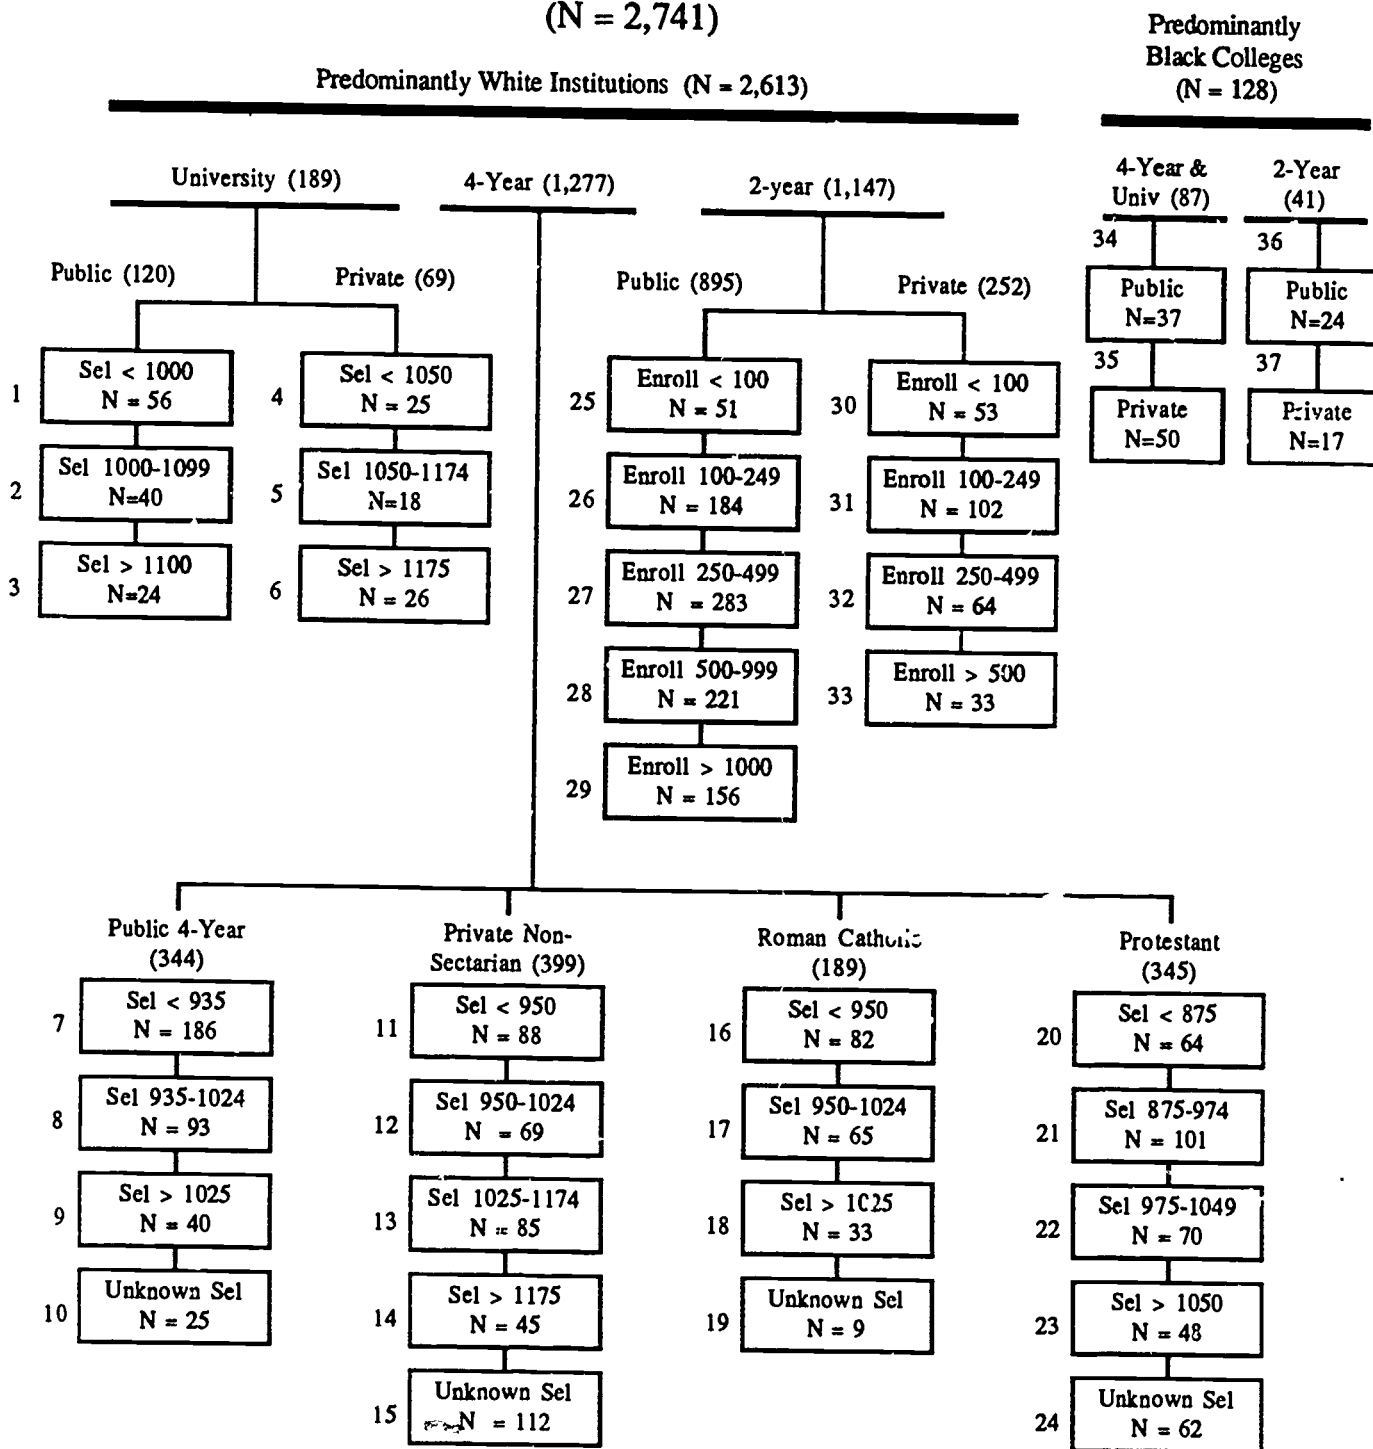 (N = 2,741)
Predominantly White Institutions (N = 2,613)
Predominantly
Black Colleges
(N = 128)
University (189)
4-Year (1,277)
2-year (1,147)
4-Year &
Univ (87)
2-Year
(41)
Public (120)
Private (69)
Public (895)
Private (252)
34
Public
N=37
35
Private
N=50
36
Public
N=24
37
Private
N=17
1
Sel < 1000
N = 56
2
Sel 1000-1099
N=40
3
Sel > 1100
N=24
4
Sel < 1050
N = 25
5
Sel 1050-1174
N=18
6
Sel > 1175
N = 26
25
Enroll < 100
N = 51
26
Enroll 100-249
N = 184
27
Enroll 250-499
N = 283
28
Enroll 500-999
N = 221
29
Enroll > 1000
N = 156
30
Enroll < 100
N = 53
31
Enroll 100-249
N = 102
32
Enroll 250-499
N = 64
33
Enroll > 500
N = 33
Public 4-Year
(344)
7
Sel < 935
N = 186
8
Sel 935-1024
N = 93
9
Sel > 1025
N = 40
10
Unknown Sel
N = 25
Private Non-
Sectarian (399)
11
Sel < 950
N = 88
12
Sel 950-1024
N = 69
13
Sel 1025-1174
N = 85
14
Sel > 1175
N = 45
15
Unknown Sel
N = 112
Roman Catholic
(189)
16
Sel < 950
N = 82
17
Sel 950-1024
N = 65
18
Sel > 1025
N = 33
19
Unknown Sel
N = 9
Protestant
(345)
20
Sel < 875
N = 64
21
Sel 875-974
N = 101
22
Sel 975-1049
N = 70
23
Sel > 1050
N = 48
24
Unknown Sel
N = 62